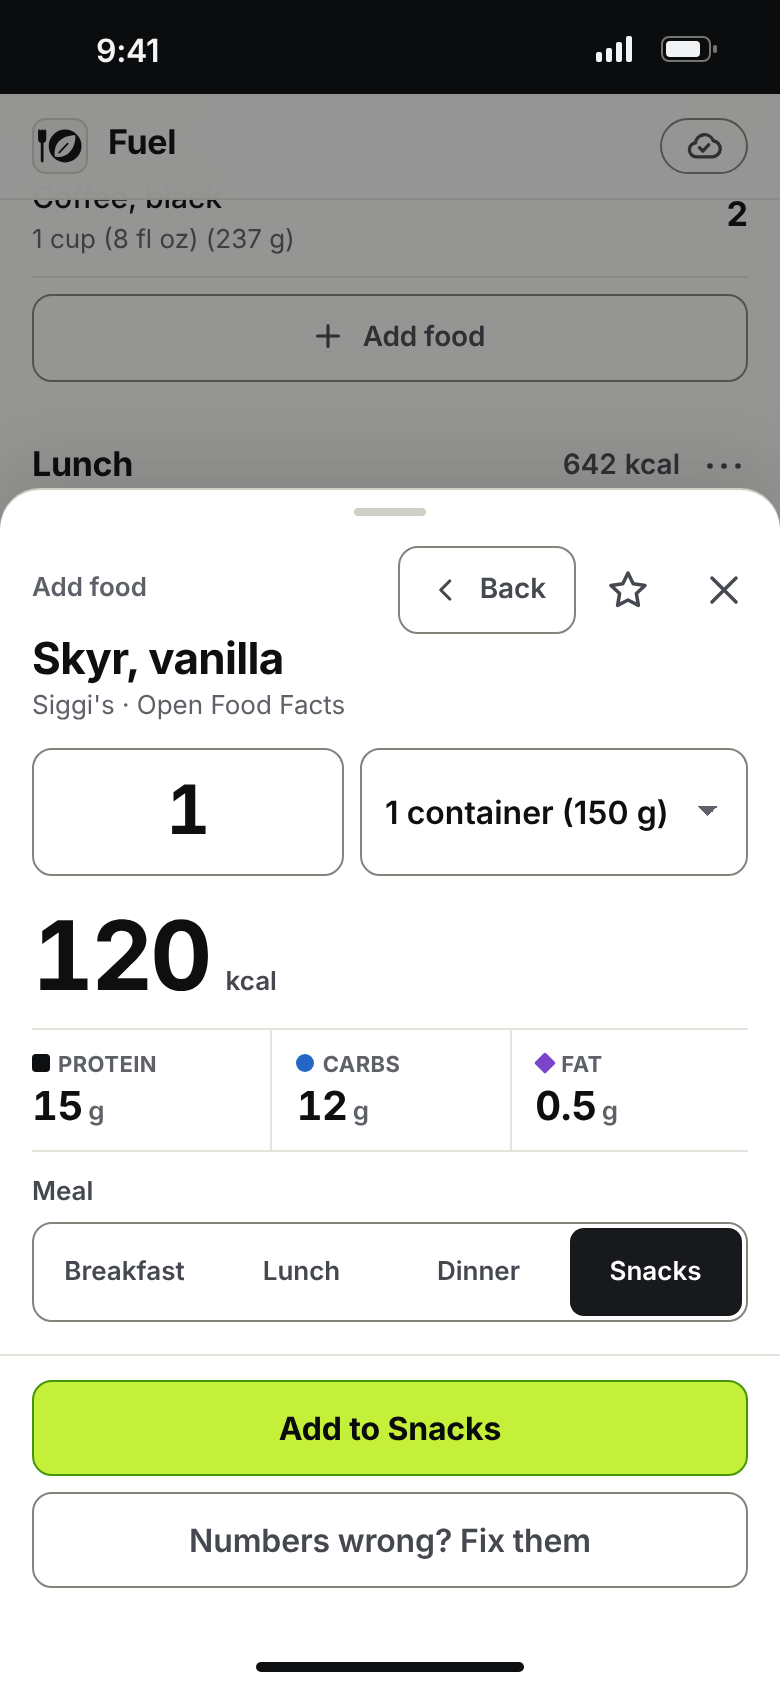 9:41
Fuel
Coffee, black
2
1 cup (8 fl oz) (237 g)
Add food
Lunch
642 kcal
Add food
Back
Skyr, vanilla
Siggi's · Open Food Facts
1
1 container (150 g)
120 kcal
PROTEIN
15 g
CARBS
12 g
FAT
0.5 g
Meal
Breakfast
Lunch
Dinner
Snacks
Add to Snacks
Numbers wrong? Fix them